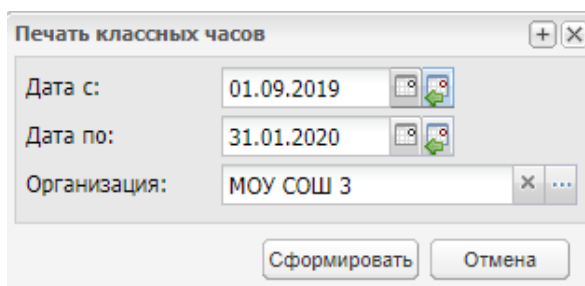 Печать классных часов
Дата с: 01.09.2019
Дата по: 31.01.2020
Организация: МОУ СОШ 3
Сформировать Отмена